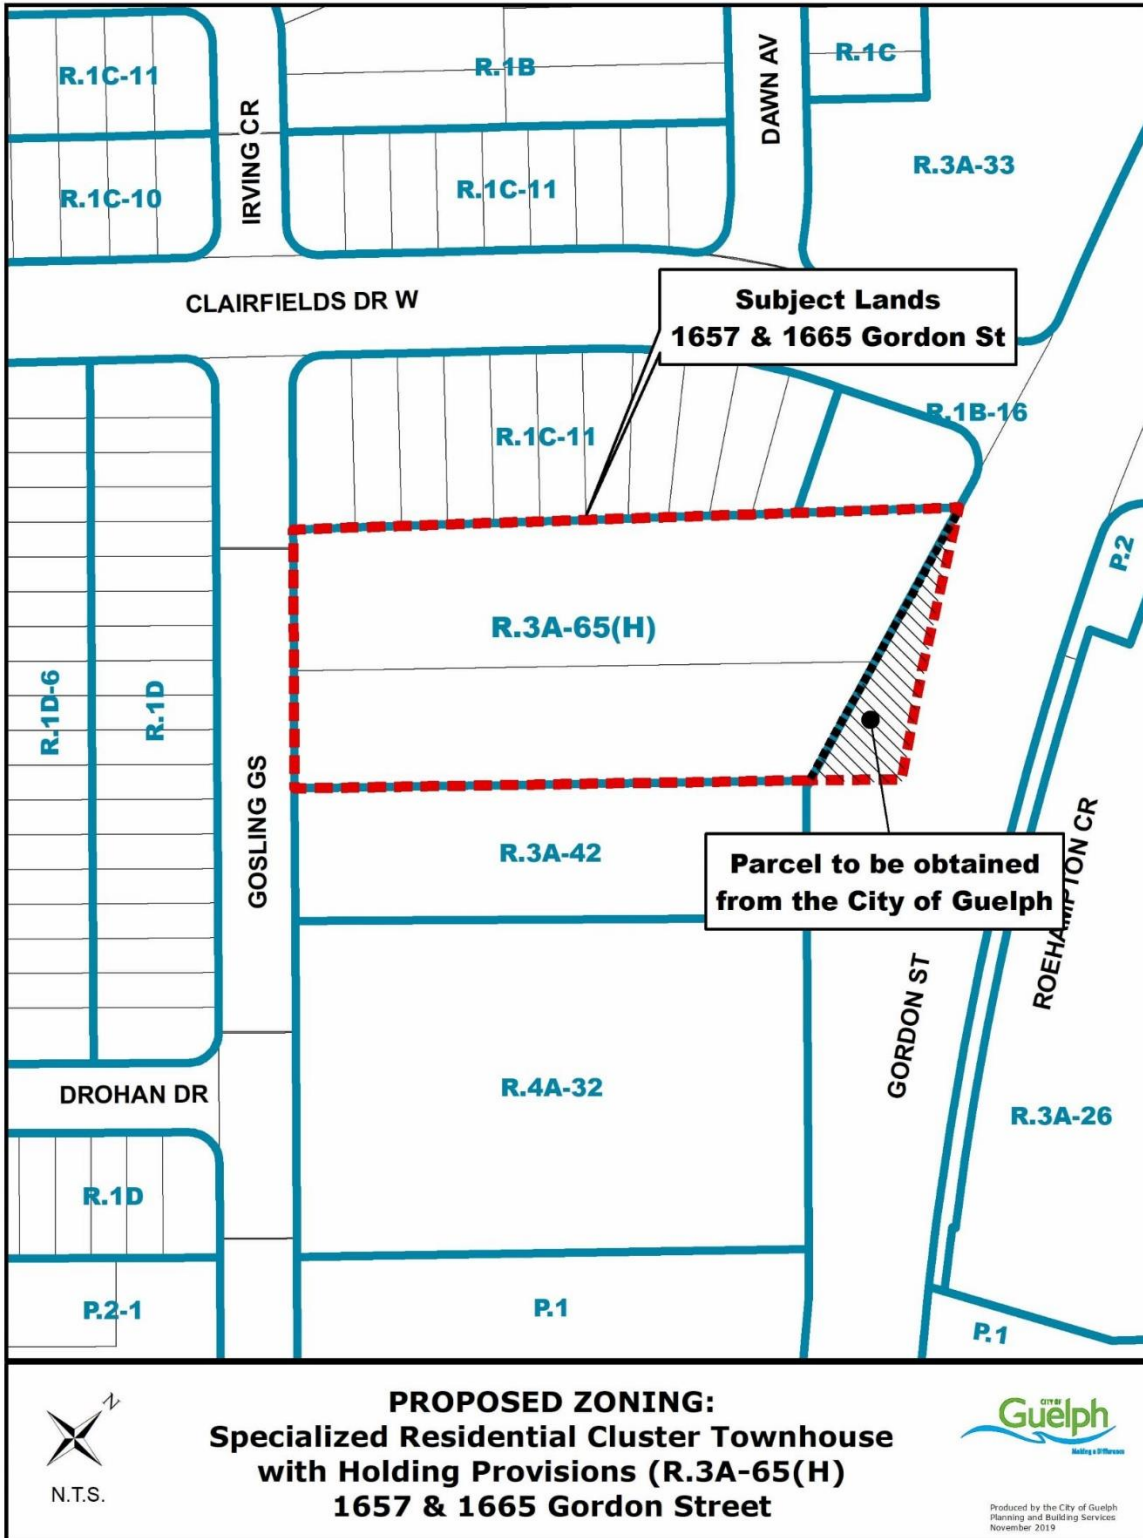 R.1C-11
R.1B
R.1C
IRVING CR
DAWN AV
R.1C-10
R.1C-11
R.3A-33
CLAIRFIELDS DR W
Subject Lands
1657 & 1665 Gordon St
R.1C-11
R.1B-16
P.2
R.3A-65(H)
R.1D-6
R.1D
GOSLING GS
R.3A-42
Parcel to be obtained
from the City of Guelph
ROEHAMPTON CR
GORDON ST
DROHAN DR
R.4A-32
R.3A-26
R.1D
P.2-1
P.1
P.1
N
N.T.S.
PROPOSED ZONING:
Specialized Residential Cluster Townhouse
with Holding Provisions (R.3A-65(H)
1657 & 1665 Gordon Street
CITY OF
Guelph
Making a Difference
Produced by the City of Guelph
Planning and Building Services
November 2019